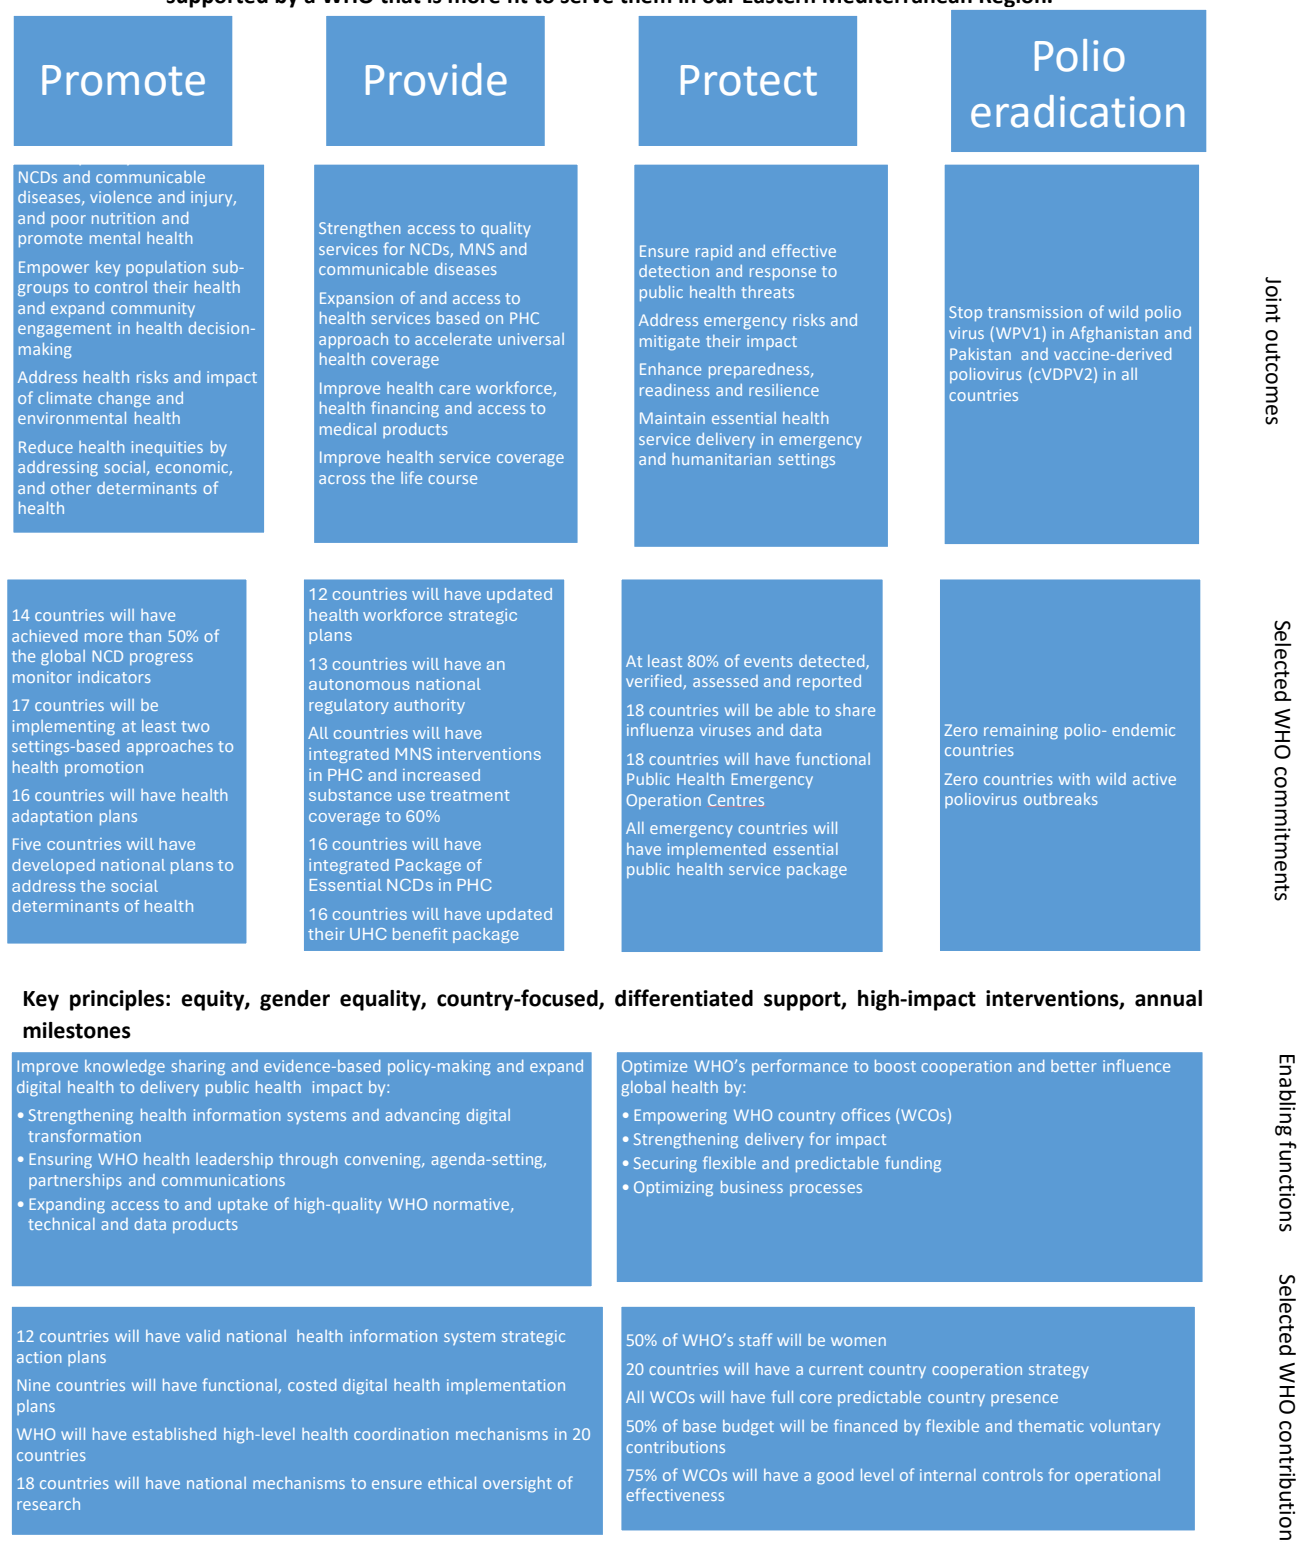 supported by a WHO that is more fit to serve them in our Eastern Mediterranean Region.
Promote
Provide
Protect
Polio
eradication
NCDs and communicable
diseases, violence and injury,
and poor nutrition and
promote mental health
Empower key population sub-
groups to control their health
and expand community
engagement in health decision-
making
Address health risks and impact
of climate change and
environmental health
Reduce health inequities by
addressing social, economic,
and other determinants of
health
Strengthen access to quality
services for NCDs, MNS and
communicable diseases
Expansion of and access to
health services based on PHC
approach to accelerate universal
health coverage
Improve health care workforce,
health financing and access to
medical products
Improve health service coverage
across the life course
Ensure rapid and effective
detection and response to
public health threats
Address emergency risks and
mitigate their impact
Enhance preparedness,
readiness and resilience
Maintain essential health
service delivery in emergency
and humanitarian settings
Stop transmission of wild polio
virus (WPV1) in Afghanistan and
Pakistan and vaccine-derived
poliovirus (cVDPV2) in all
countries
Joint outcomes
14 countries will have
achieved more than 50% of
the global NCD progress
monitor indicators
17 countries will be
implementing at least two
settings-based approaches to
health promotion
16 countries will have health
adaptation plans
Five countries will have
developed national plans to
address the social
determinants of health
12 countries will have updated
health workforce strategic
plans
13 countries will have an
autonomous national
regulatory authority
All countries will have
integrated MNS interventions
in PHC and increased
substance use treatment
coverage to 60%
16 countries will have
integrated Package of
Essential NCDs in PHC
16 countries will have updated
their UHC benefit package
At least 80% of events detected,
verified, assessed and reported
18 countries will be able to share
influenza viruses and data
18 countries will have functional
Public Health Emergency
Operation Centres
All emergency countries will
have implemented essential
public health service package
Zero remaining polio- endemic
countries
Zero countries with wild active
poliovirus outbreaks
Selected WHO commitments
Key principles: equity, gender equality, country-focused, differentiated support, high-impact interventions, annual
milestones
Improve knowledge sharing and evidence-based policy-making and expand
digital health to delivery public health impact by:
• Strengthening health information systems and advancing digital
transformation
• Ensuring WHO health leadership through convening, agenda-setting,
partnerships and communications
• Expanding access to and uptake of high-quality WHO normative,
technical and data products
Optimize WHO's performance to boost cooperation and better influence
global health by:
• Empowering WHO country offices (WCOs)
• Strengthening delivery for impact
• Securing flexible and predictable funding
• Optimizing business processes
Enabling functions
12 countries will have valid national health information system strategic
action plans
Nine countries will have functional, costed digital health implementation
plans
WHO will have established high-level health coordination mechanisms in 20
countries
18 countries will have national mechanisms to ensure ethical oversight of
research
50% of WHO's staff will be women
20 countries will have a current country cooperation strategy
All WCOs will have full core predictable country presence
50% of base budget will be financed by flexible and thematic voluntary
contributions
75% of WCOs will have a good level of internal controls for operational
effectiveness
Selected WHO contribution